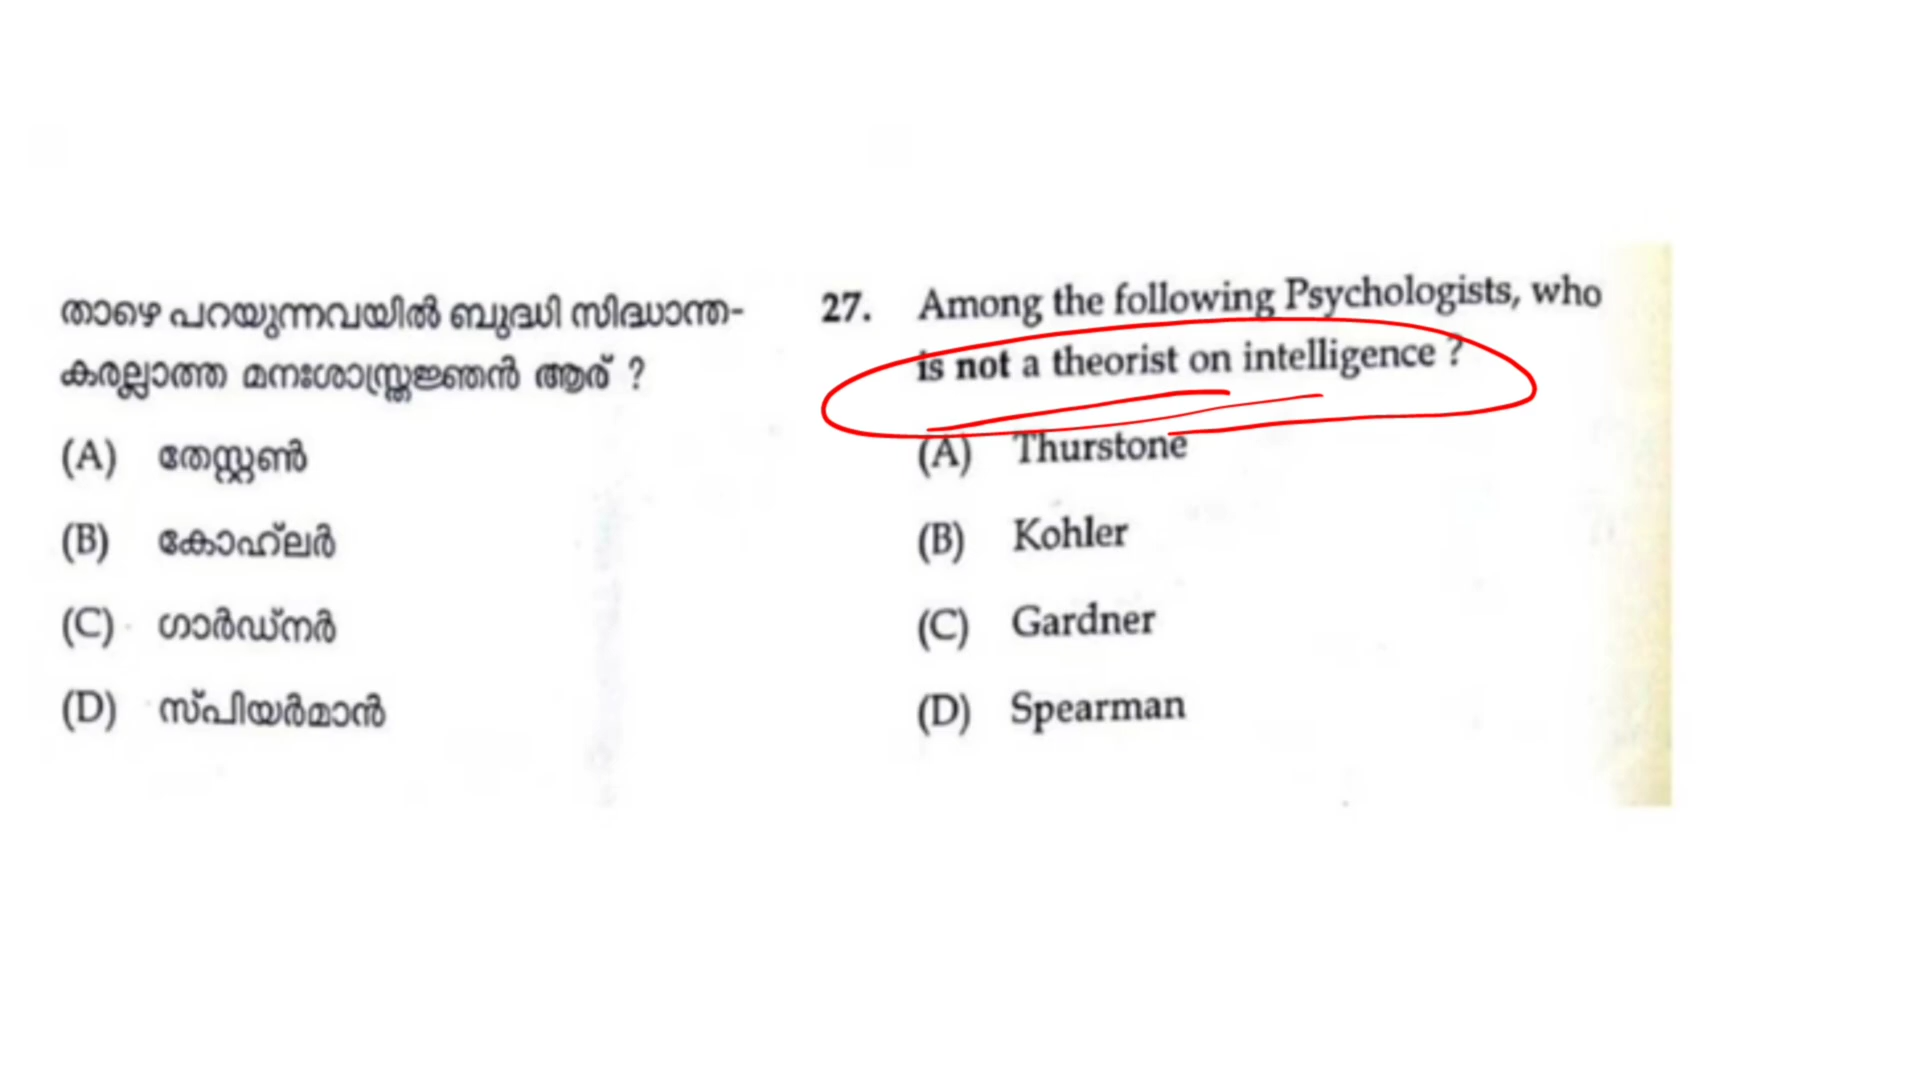 താഴെ പറയുന്നവയിൽ ബുദ്ധി സിദ്ധാന്ത-
കരല്ലാത്ത മനഃശാസ്ത്രജ്ഞൻ ആര് ?
(A) തേസ്റ്റൺ
(B) കോഹ്‌ലർ
(C) ഗാർഡ്നർ
(D) സ്പിയർമാൻ
27. Among the following Psychologists, who
is not a theorist on intelligence ?
(A) Thurstone
(B) Kohler
(C) Gardner
(D) Spearman